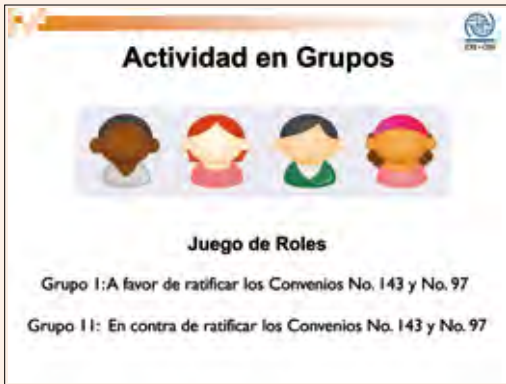 Actividad en Grupos
Juego de Roles
Grupo I: A favor de ratificar los Convenios No. 143 y No. 97
Grupo 11: En contra de ratificar los Convenios No. 143 y No. 97